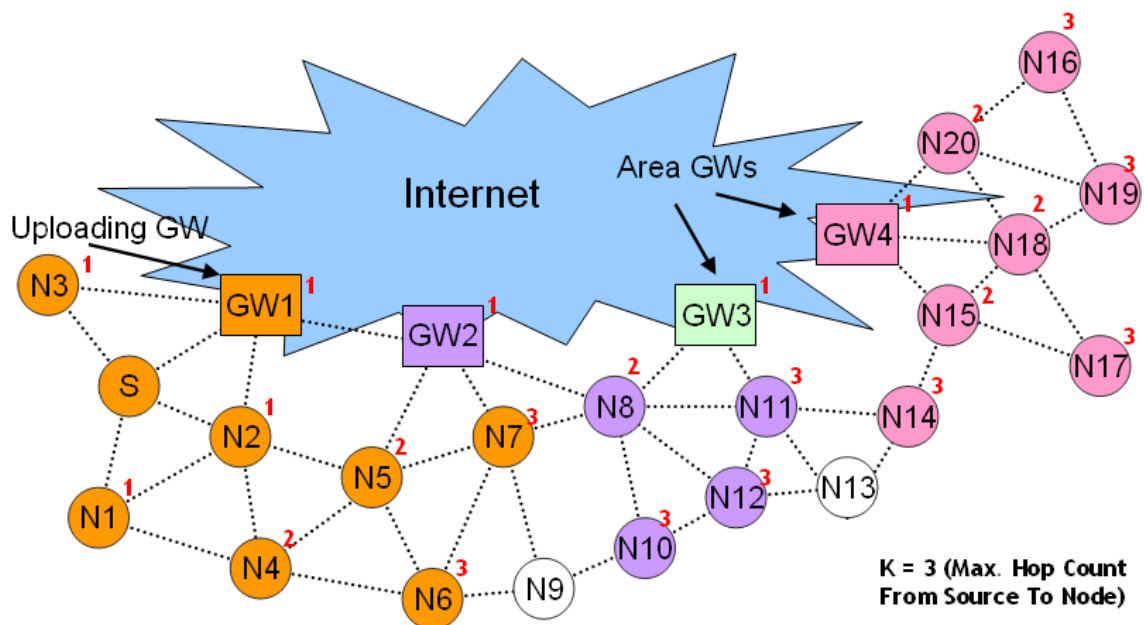 3
N16
2
N20
3
N19
Area GWs
Internet
1
GW4
2
N18
Uploading GW
1
N3
1
GW1
1
GW2
1
GW3
2
N15
3
N17
S
2
N8
3
N11
3
N14
1
N2
3
N7
2
N5
3
N12
N13
1
N1
3
N10
2
N4
3
N6
N9
K = 3 (Max. Hop Count
From Source To Node)